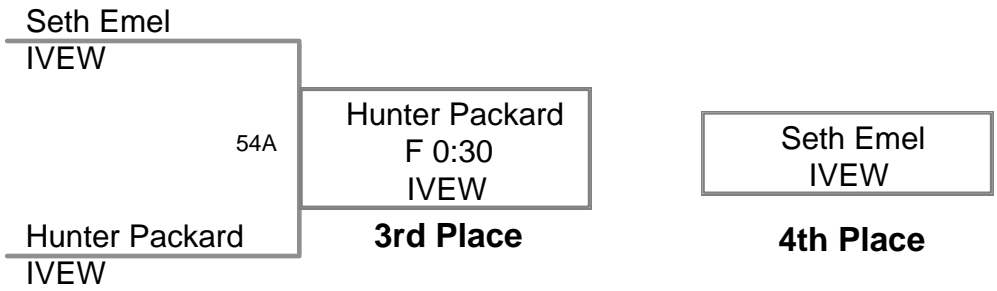 Seth Emel
IVEW
54A
Hunter Packard
IVEW
Hunter Packard
F 0:30
IVEW
3rd Place
Seth Emel
IVEW
4th Place